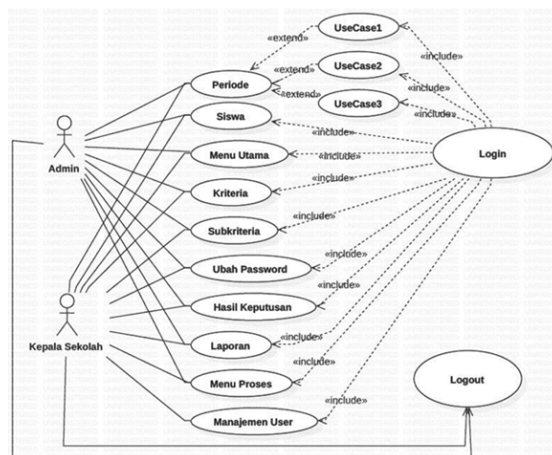 UseCase1
«extend»
«include»
UseCase2
«extend»
«include»
Periode
«extend»
UseCase3
«include»
Siswa
«include»
Admin
Menu Utama
«include»
Login
Kriteria
«include»
Subkriteria
«include»
Ubah Password
«include»
Hasil Keputusan
«include»
Kepala Sekolah
Laporan
«include»
Menu Proses
«include»
Logout
Manajemen User
«include»